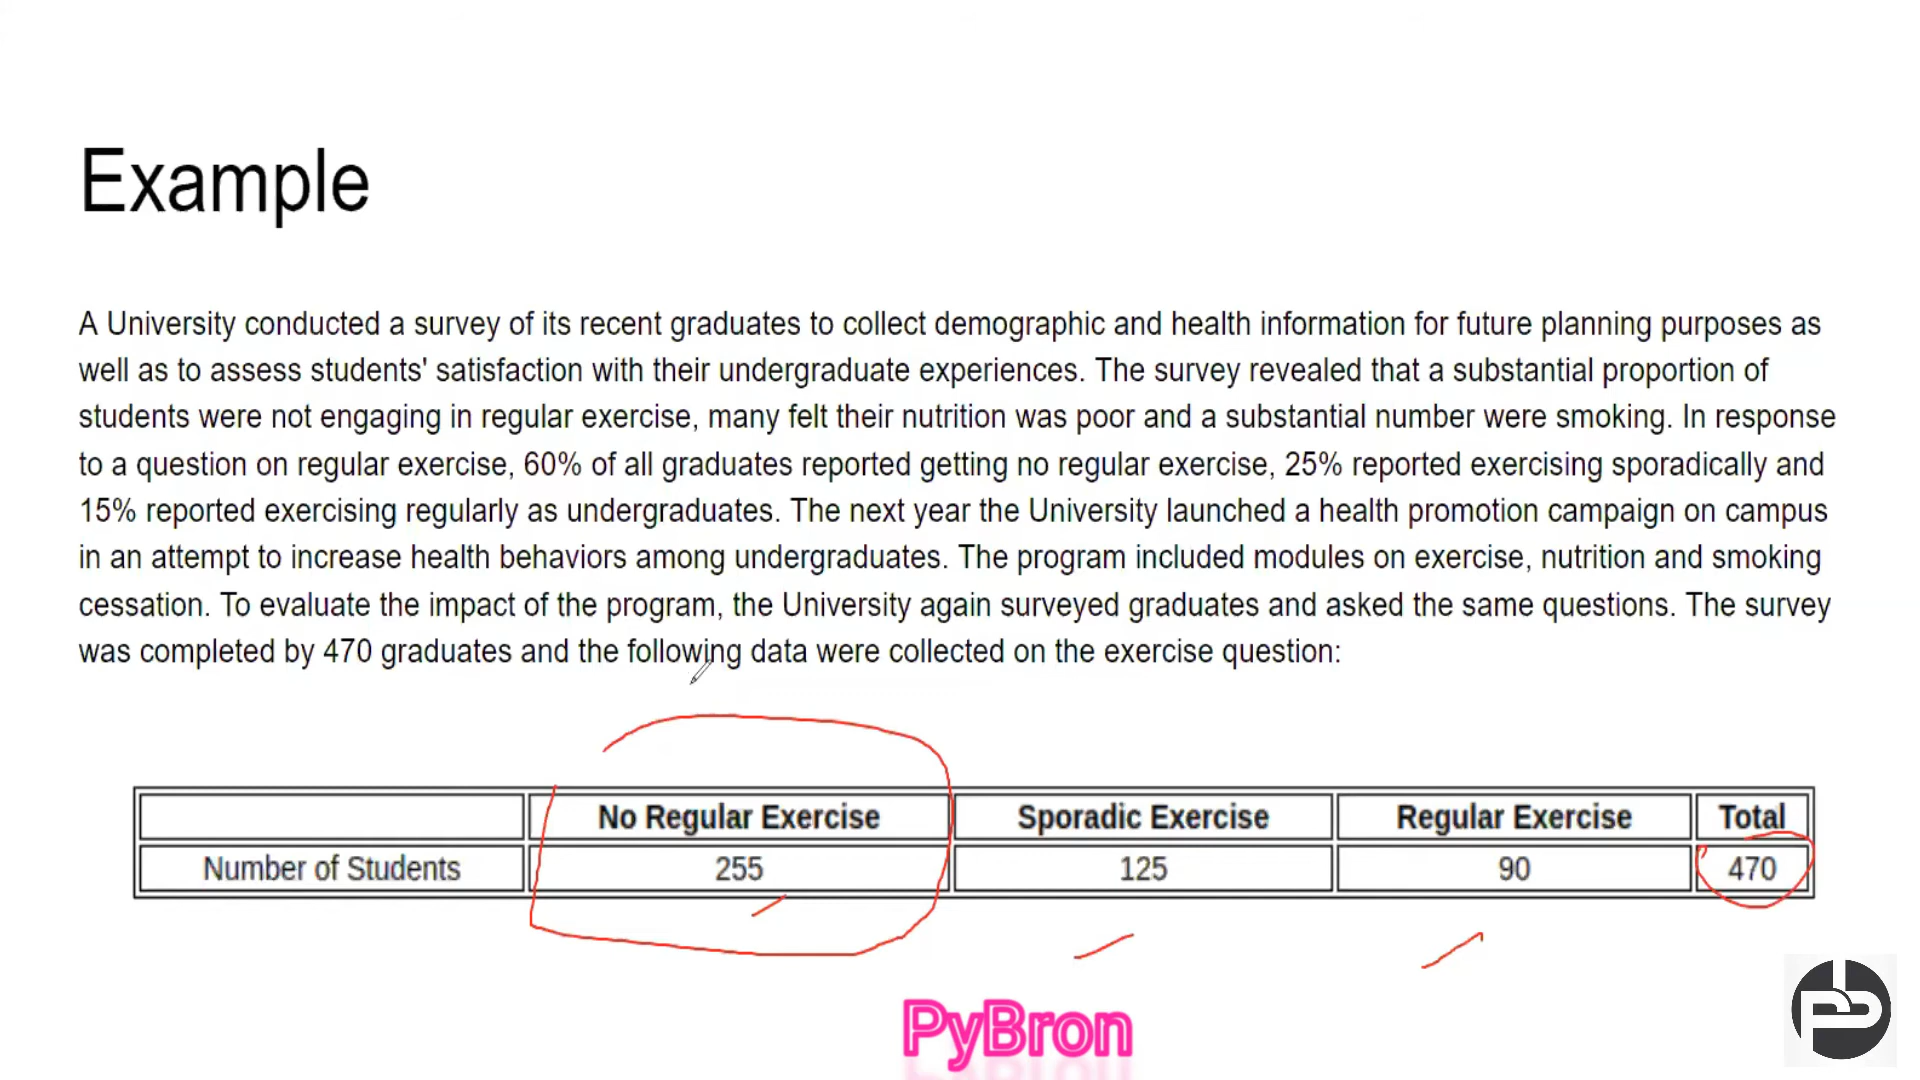 Example
A University conducted a survey of its recent graduates to collect demographic and health information for future planning purposes as
well as to assess students' satisfaction with their undergraduate experiences. The survey revealed that a substantial proportion of
students were not engaging in regular exercise, many felt their nutrition was poor and a substantial number were smoking. In response
to a question on regular exercise, 60% of all graduates reported getting no regular exercise, 25% reported exercising sporadically and
15% reported exercising regularly as undergraduates. The next year the University launched a health promotion campaign on campus
in an attempt to increase health behaviors among undergraduates. The program included modules on exercise, nutrition and smoking
cessation. To evaluate the impact of the program, the University again surveyed graduates and asked the same questions. The survey
was completed by 470 graduates and the following data were collected on the exercise question:
No Regular Exercise Sporadic Exercise Regular Exercise Total
Number of Students 255 125 90 470
PyBron